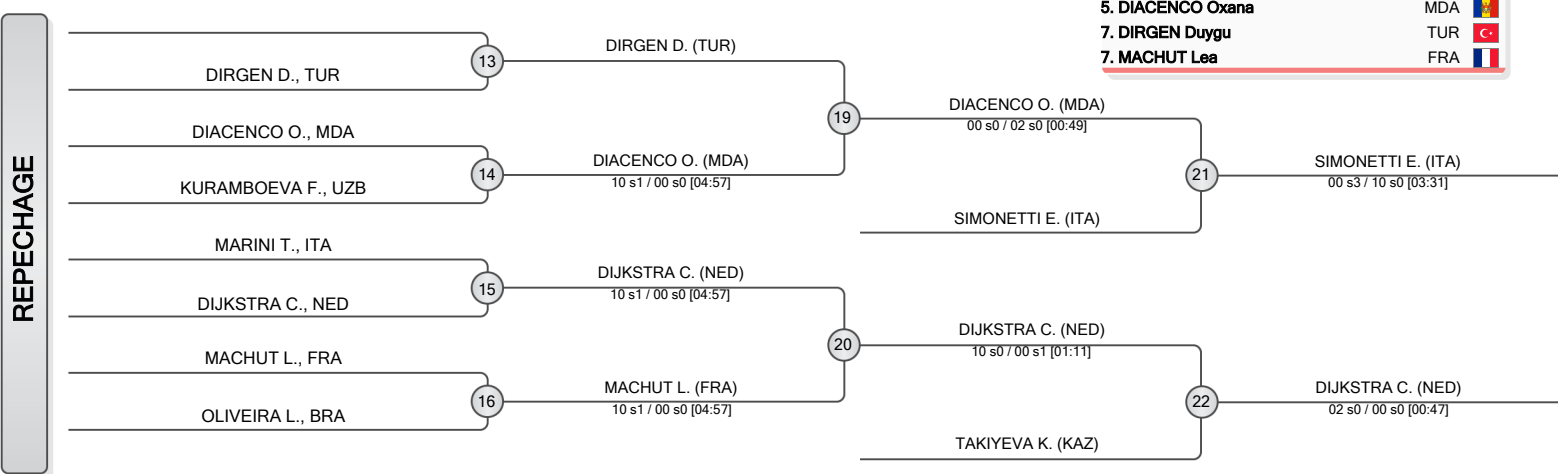 5. DIACENCO Oxana MDA
7. DIRGEN Duygu TUR
7. MACHUT Lea FRA
REPECHAGE
DIRGEN D., TUR
13
DIRGEN D. (TUR)
DIACENCO O., MDA
KURAMBOEVA F., UZB
14
DIACENCO O. (MDA)
10 s1 / 00 s0 [04:57]
19
DIACENCO O. (MDA)
00 s0 / 02 s0 [00:49]
SIMONETTI E. (ITA)
21
SIMONETTI E. (ITA)
00 s3 / 10 s0 [03:31]
MARINI T., ITA
DIJKSTRA C., NED
15
DIJKSTRA C. (NED)
10 s1 / 00 s0 [04:57]
MACHUT L., FRA
OLIVEIRA L., BRA
16
MACHUT L. (FRA)
10 s1 / 00 s0 [04:57]
20
DIJKSTRA C. (NED)
10 s0 / 00 s1 [01:11]
TAKIYEVA K. (KAZ)
22
DIJKSTRA C. (NED)
02 s0 / 00 s0 [00:47]